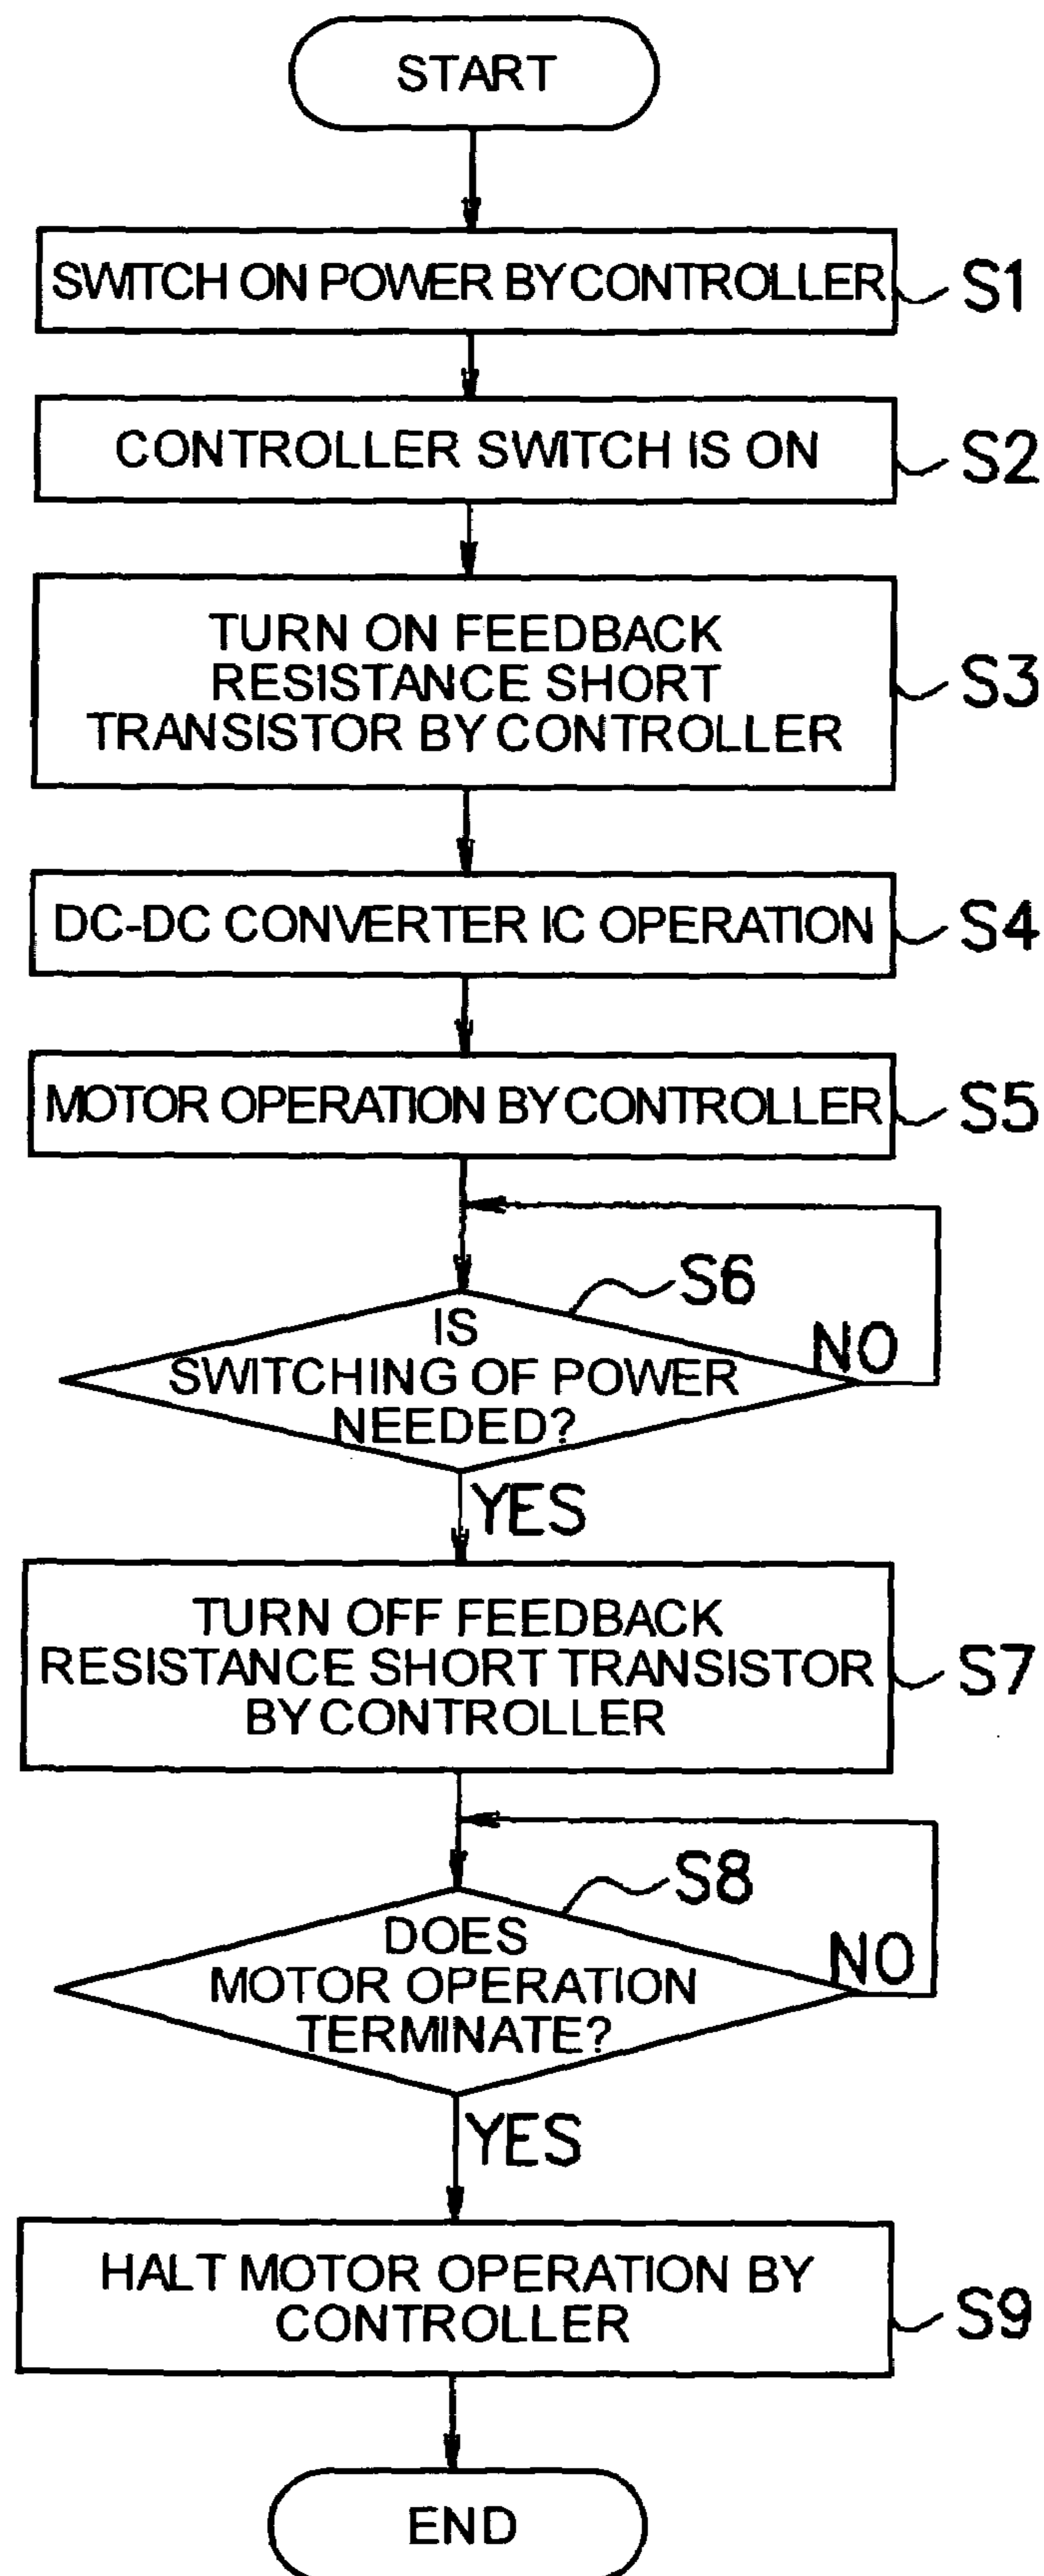 START
SWITCH ON POWER BY CONTROLLER
S1
CONTROLLER SWITCH IS ON
S2
TURN ON FEEDBACK
RESISTANCE SHORT
TRANSISTOR BY CONTROLLER
S3
DC-DC CONVERTER IC OPERATION
S4
MOTOR OPERATION BY CONTROLLER
S5
S6
IS
SWITCHING OF POWER
NEEDED?
NO
YES
TURN OFF FEEDBACK
RESISTANCE SHORT TRANSISTOR
BY CONTROLLER
S7
S8
DOES
MOTOR OPERATION
TERMINATE?
NO
YES
HALT MOTOR OPERATION BY
CONTROLLER
S9
END